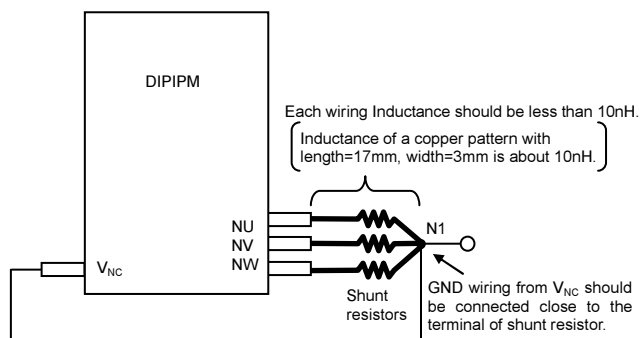 DIPIPM
Each wiring Inductance should be less than 10nH.
Inductance of a copper pattern with
length=17mm, width=3mm is about 10nH.
NU
NV
NW
N1
VNC
Shunt
resistors
GND wiring from VNC should
be connected close to the
terminal of shunt resistor.